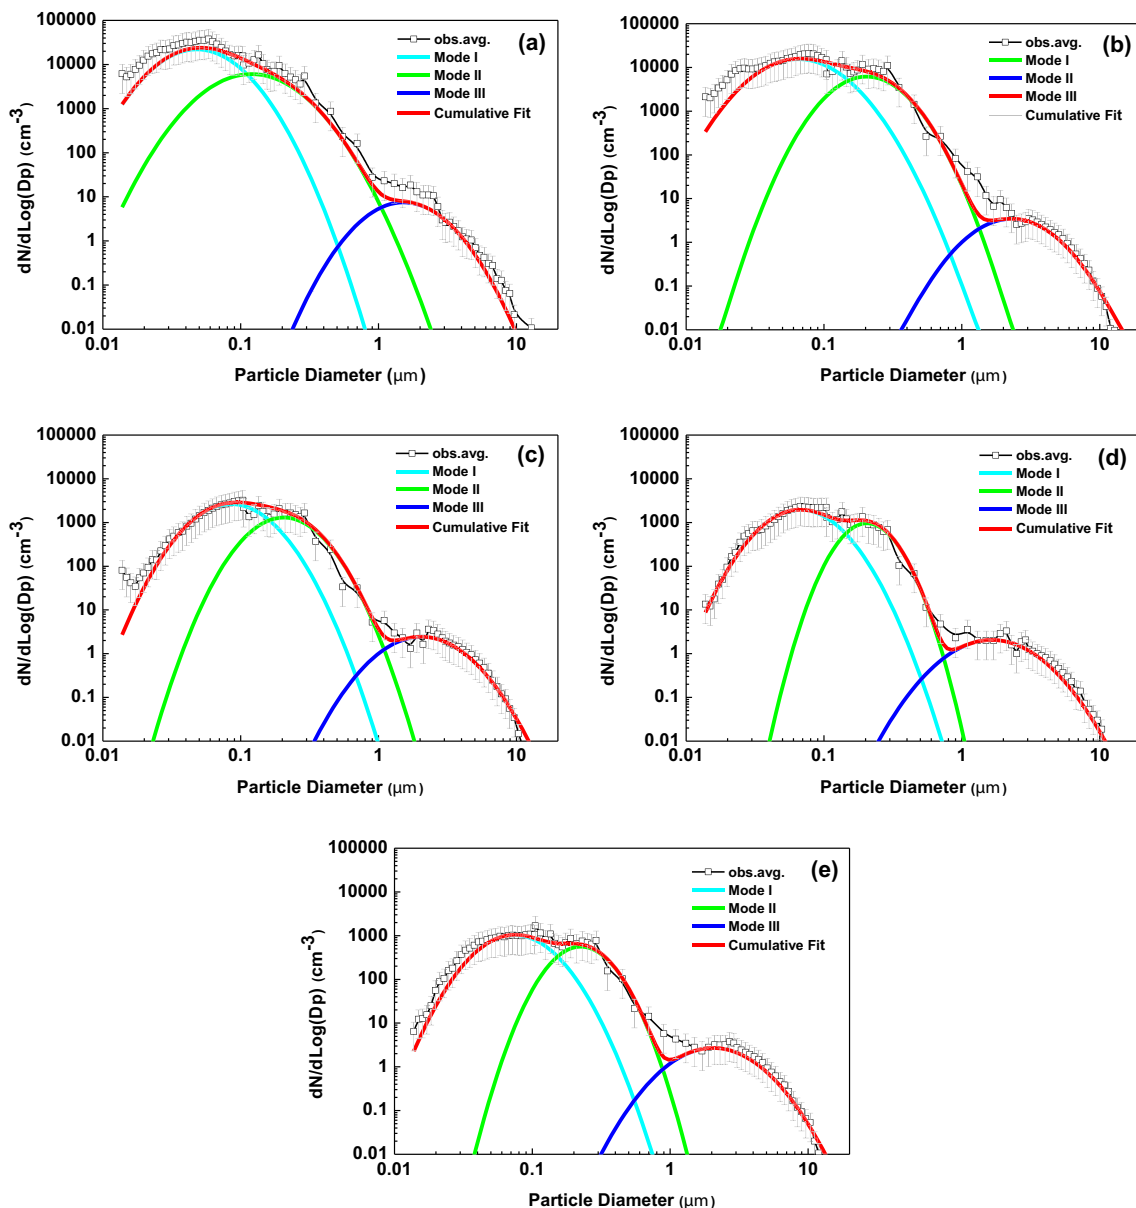 (a)
obs.avg.
Mode I
Mode II
Mode III
Cumulative Fit
dN/dLog(Dp) (cm⁻³)
100000
10000
1000
100
10
1
0.1
0.01
0.01 0.1 1 10
Particle Diameter (μm)
(b)
obs.avg.
Mode I
Mode II
Mode III
Cumulative Fit
dN/dLog(Dp) (cm⁻³)
100000
10000
1000
100
10
1
0.1
0.01
0.01 0.1 1 10
Particle Diameter (μm)
(c)
obs.avg.
Mode I
Mode II
Mode III
Cumulative Fit
dN/dLog(Dp) (cm⁻³)
100000
10000
1000
100
10
1
0.1
0.01
0.01 0.1 1 10
Particle Diameter (μm)
(d)
obs.avg.
Mode I
Mode II
Mode III
Cumulative Fit
dN/dLog(Dp) (cm⁻³)
100000
10000
1000
100
10
1
0.1
0.01
0.01 0.1 1 10
Particle Diameter (μm)
(e)
obs.avg.
Mode I
Mode II
Mode III
Cumulative Fit
dN/dLog(Dp) (cm⁻³)
100000
10000
1000
100
10
1
0.1
0.01
0.01 0.1 1 10
Particle Diameter (μm)